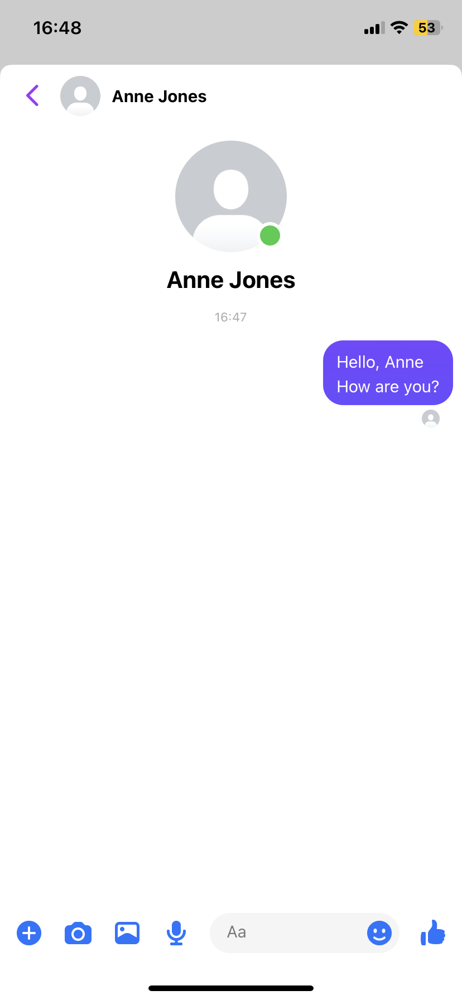 16:48
53
Anne Jones
Anne Jones
16:47
Hello, Anne
How are you?
Aa